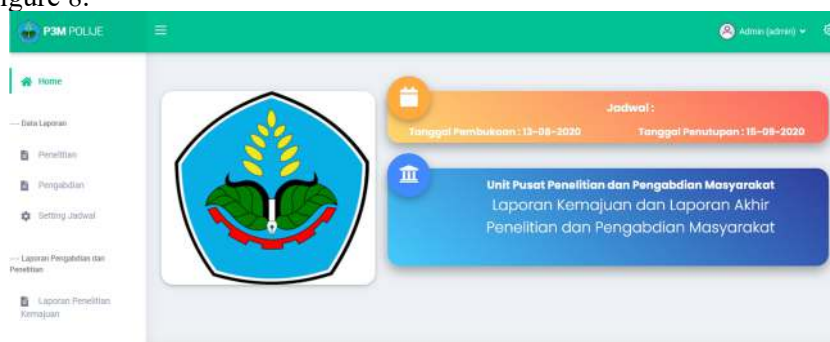 igure 8.
P3M POLIJE
Admin (admin)
Home
--- Data Laporan
Penelitian
Pengabdian
Setting Jadwal
--- Laporan Pengabdian dan
Penelitian
Laporan Penelitian
Kemajuan
Jadwal :
Tanggal Pembukaan : 13-08-2020 Tanggal Penutupan : 15-09-2020
Unit Pusat Penelitian dan Pengabdian Masyarakat
Laporan Kemajuan dan Laporan Akhir
Penelitian dan Pengabdian Masyarakat